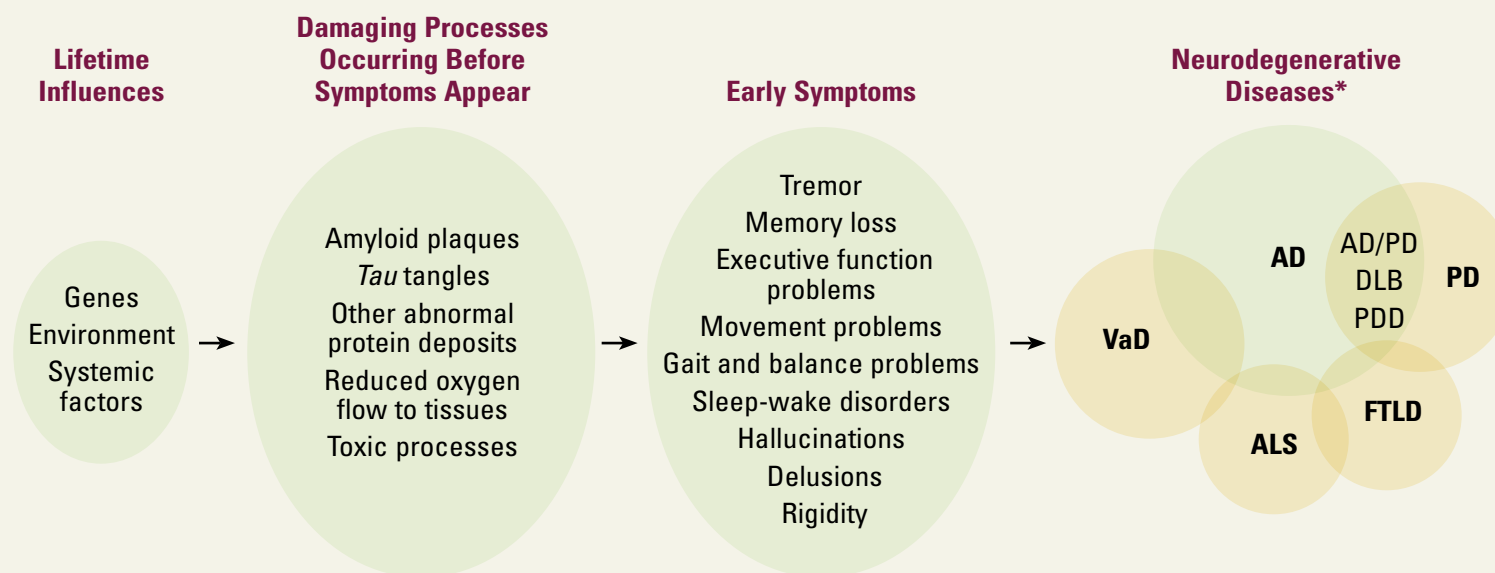 Lifetime
Influences
Genes
Environment
Systemic
factors
Damaging Processes
Occurring Before
Symptoms Appear
Amyloid plaques
Tau tangles
Other abnormal
protein deposits
Reduced oxygen
flow to tissues
Toxic processes
Early Symptoms
Tremor
Memory loss
Executive function
problems
Movement problems
Gait and balance problems
Sleep-wake disorders
Hallucinations
Delusions
Rigidity
Neurodegenerative
Diseases*
AD
AD/PD
DLB
PDD
PD
VaD
ALS
FTLD